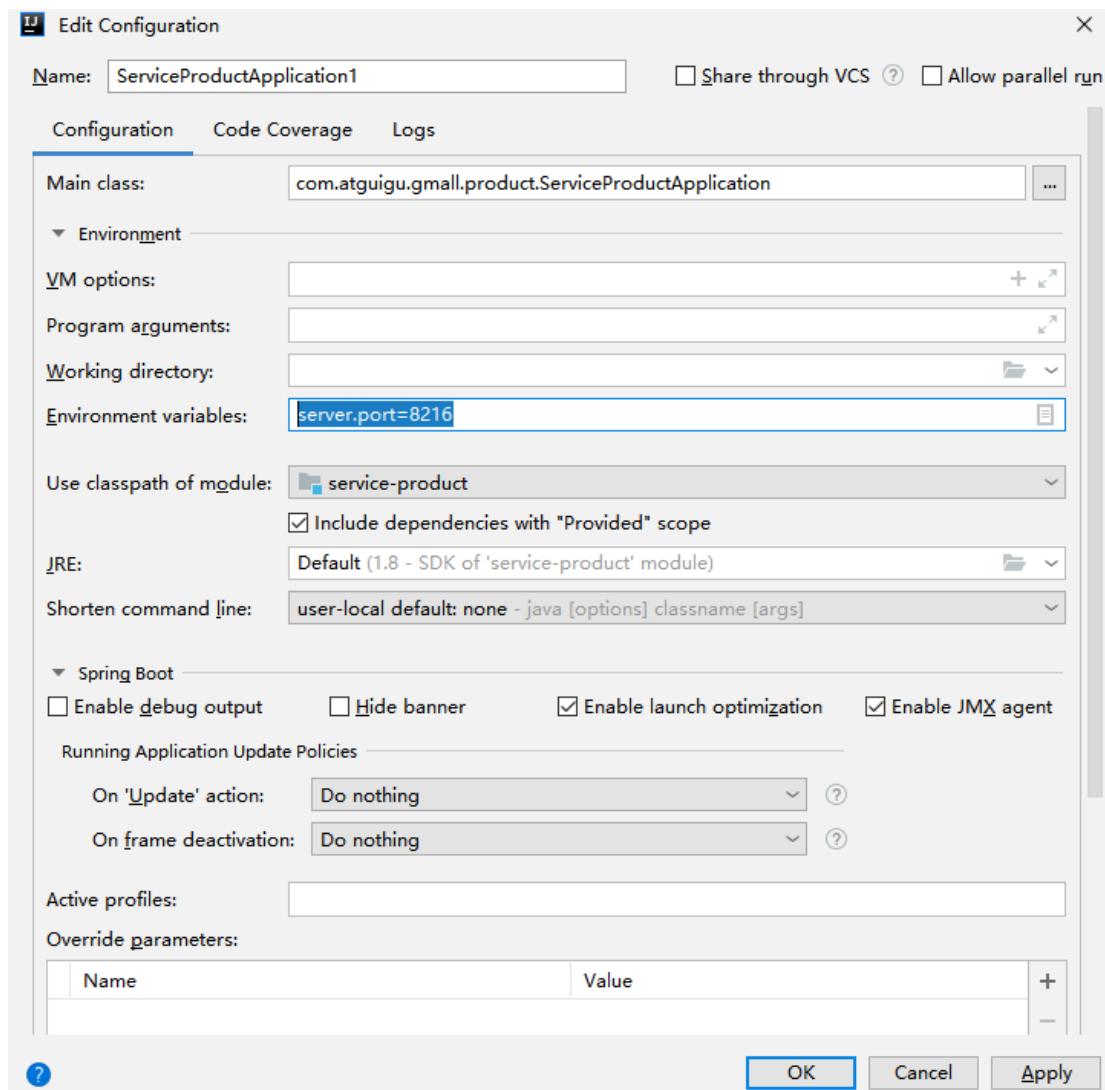 Edit Configuration
Name: ServiceProductApplication1 Share through VCS ? Allow parallel run
Configuration Code Coverage Logs
Main class: com.atguigu.gmall.product.ServiceProductApplication ...
Environment
VM options:
Program arguments:
Working directory:
Environment variables: server.port=8216
Use classpath of module: service-product
Include dependencies with "Provided" scope
JRE: Default (1.8 - SDK of 'service-product' module)
Shorten command line: user-local default: none - java [options] classname [args]
Spring Boot
Enable debug output Hide banner Enable launch optimization Enable JMX agent
Running Application Update Policies
On 'Update' action: Do nothing ?
On frame deactivation: Do nothing ?
Active profiles:
Override parameters:
Name Value
? OK Cancel Apply